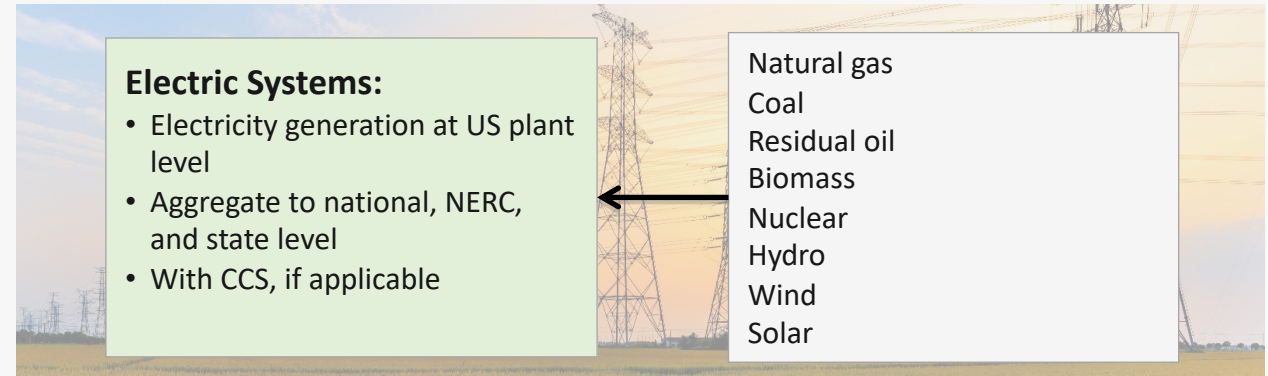 Electric Systems:
• Electricity generation at US plant
level
• Aggregate to national, NERC,
and state level
• With CCS, if applicable
Natural gas
Coal
Residual oil
Biomass
Nuclear
Hydro
Wind
Solar